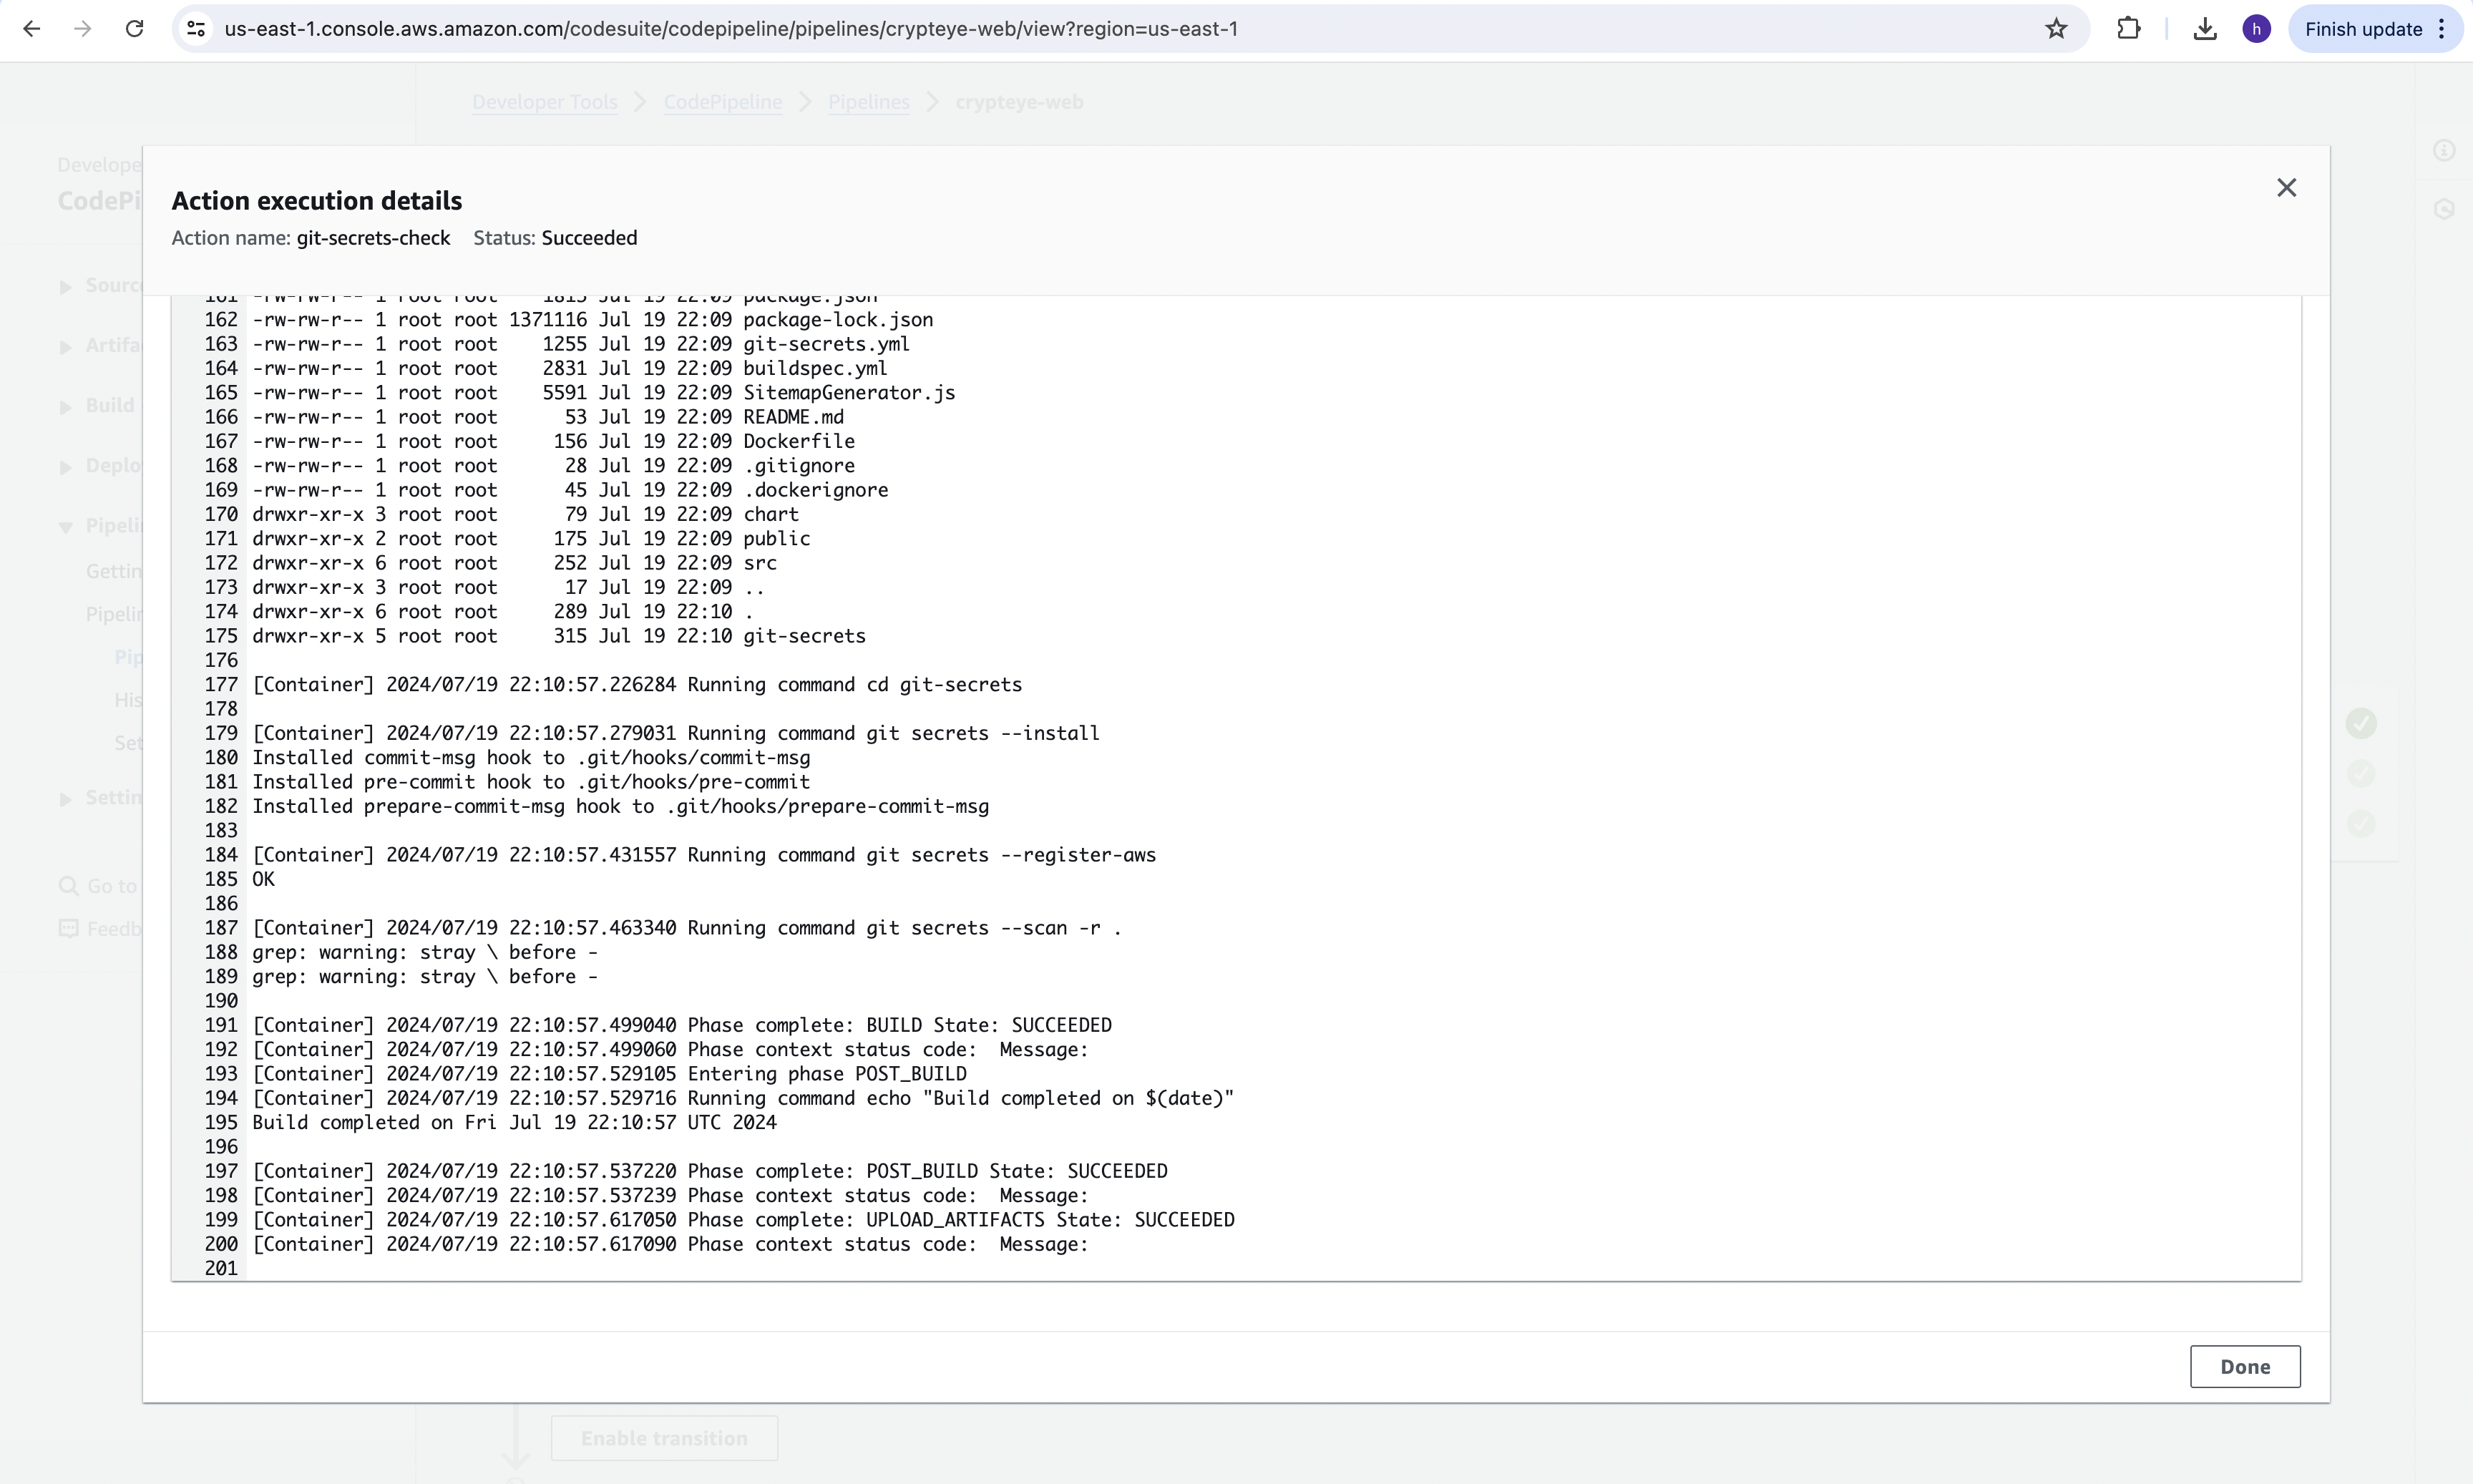 us-east-1.console.aws.amazon.com/codesuite/codepipeline/pipelines/crypteye-web/view?region=us-east-1
h
Finish update
Developer Tools
CodePipeline
Pipelines
crypteye-web
Develope
CodePi
Action execution details
Action name: git-secrets-check Status: Succeeded
Sourc
Artifa
Build
Deplo
Pipeli
Gettin
Pipelin
Pip
His
Set
Settin
Go to
Feedb
161 -rw-rw-r-- 1 root root 1815 Jul 19 22:09 package.json
162 -rw-rw-r-- 1 root root 1371116 Jul 19 22:09 package-lock.json
163 -rw-rw-r-- 1 root root 1255 Jul 19 22:09 git-secrets.yml
164 -rw-rw-r-- 1 root root 2831 Jul 19 22:09 buildspec.yml
165 -rw-rw-r-- 1 root root 5591 Jul 19 22:09 SitemapGenerator.js
166 -rw-rw-r-- 1 root root 53 Jul 19 22:09 README.md
167 -rw-rw-r-- 1 root root 156 Jul 19 22:09 Dockerfile
168 -rw-rw-r-- 1 root root 28 Jul 19 22:09 .gitignore
169 -rw-rw-r-- 1 root root 45 Jul 19 22:09 .dockerignore
170 drwxr-xr-x 3 root root 79 Jul 19 22:09 chart
171 drwxr-xr-x 2 root root 175 Jul 19 22:09 public
172 drwxr-xr-x 6 root root 252 Jul 19 22:09 src
173 drwxr-xr-x 3 root root 17 Jul 19 22:09 ..
174 drwxr-xr-x 6 root root 289 Jul 19 22:10 .
175 drwxr-xr-x 5 root root 315 Jul 19 22:10 git-secrets
176
177 [Container] 2024/07/19 22:10:57.226284 Running command cd git-secrets
178
179 [Container] 2024/07/19 22:10:57.279031 Running command git secrets --install
180 Installed commit-msg hook to .git/hooks/commit-msg
181 Installed pre-commit hook to .git/hooks/pre-commit
182 Installed prepare-commit-msg hook to .git/hooks/prepare-commit-msg
183
184 [Container] 2024/07/19 22:10:57.431557 Running command git secrets --register-aws
185 OK
186
187 [Container] 2024/07/19 22:10:57.463340 Running command git secrets --scan -r .
188 grep: warning: stray \ before -
189 grep: warning: stray \ before -
190
191 [Container] 2024/07/19 22:10:57.499040 Phase complete: BUILD State: SUCCEEDED
192 [Container] 2024/07/19 22:10:57.499060 Phase context status code:  Message:
193 [Container] 2024/07/19 22:10:57.529105 Entering phase POST_BUILD
194 [Container] 2024/07/19 22:10:57.529716 Running command echo "Build completed on $(date)"
195 Build completed on Fri Jul 19 22:10:57 UTC 2024
196
197 [Container] 2024/07/19 22:10:57.537220 Phase complete: POST_BUILD State: SUCCEEDED
198 [Container] 2024/07/19 22:10:57.537239 Phase context status code:  Message:
199 [Container] 2024/07/19 22:10:57.617050 Phase complete: UPLOAD_ARTIFACTS State: SUCCEEDED
200 [Container] 2024/07/19 22:10:57.617090 Phase context status code:  Message:
201
Done
Enable transition